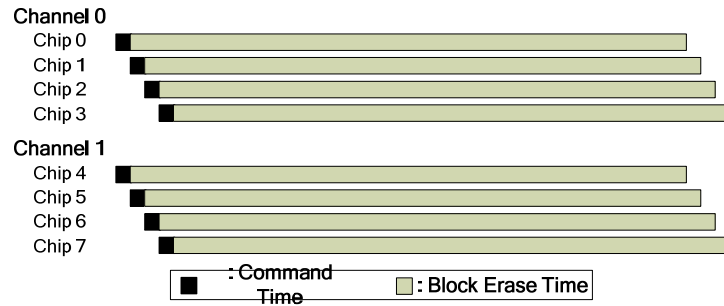 Channel 0
Chip 0
Chip 1
Chip 2
Chip 3
Channel 1
Chip 4
Chip 5
Chip 6
Chip 7
: Command
Time
: Block Erase Time